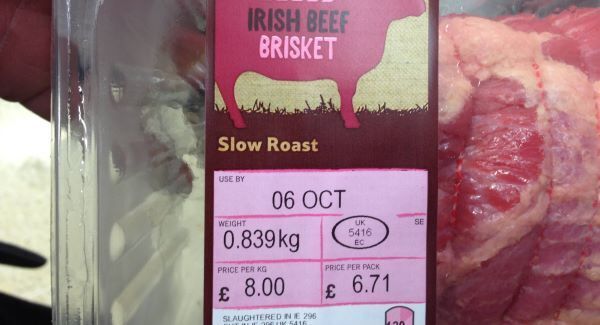 IRISH BEEF
BRISKET
Slow Roast
USE BY
06 OCT
WEIGHT
0.839kg
UK
5416
EC
SE
PRICE PER KG
£ 8.00
PRICE PER PACK
£ 6.71
SLAUGHTERED IN IE 296